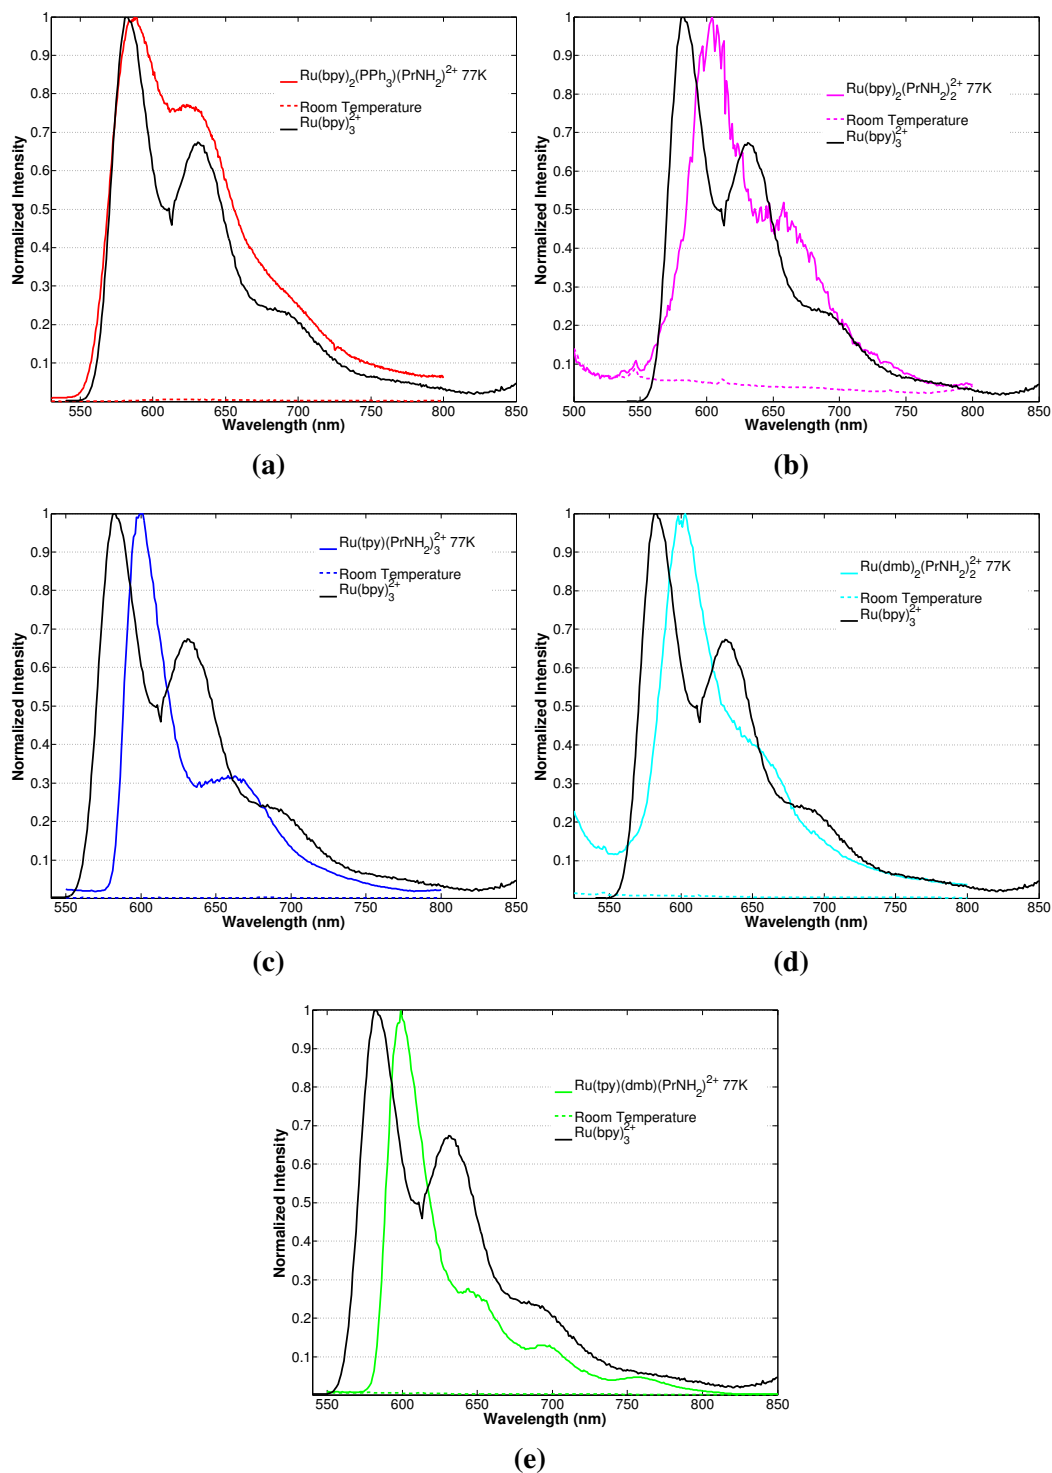 1
0.9
0.8
0.7
0.6
0.5
0.4
0.3
0.2
0.1
Normalized Intensity
Ru(bpy)₂(PPh₃)(PrNH₂)²⁺ 77K
Room Temperature
Ru(bpy)₃²⁺
550 600 650 700 750 800 850
Wavelength (nm)
(a)
1
0.9
0.8
0.7
0.6
0.5
0.4
0.3
0.2
0.1
Normalized Intensity
Ru(bpy)₂(PrNH₂)₂²⁺ 77K
Room Temperature
Ru(bpy)₃²⁺
500 550 600 650 700 750 800 850
Wavelength (nm)
(b)
1
0.9
0.8
0.7
0.6
0.5
0.4
0.3
0.2
0.1
Normalized Intensity
Ru(tpy)(PrNH₂)₃²⁺ 77K
Room Temperature
Ru(bpy)₃²⁺
550 600 650 700 750 800 850
Wavelength (nm)
(c)
1
0.9
0.8
0.7
0.6
0.5
0.4
0.3
0.2
0.1
Normalized Intensity
Ru(dmb)₂(PrNH₂)₂²⁺ 77K
Room Temperature
Ru(bpy)₃²⁺
550 600 650 700 750 800 850
Wavelength (nm)
(d)
1
0.9
0.8
0.7
0.6
0.5
0.4
0.3
0.2
0.1
Normalized Intensity
Ru(tpy)(dmb)(PrNH₂)²⁺ 77K
Room Temperature
Ru(bpy)₃²⁺
550 600 650 700 750 800 850
Wavelength (nm)
(e)